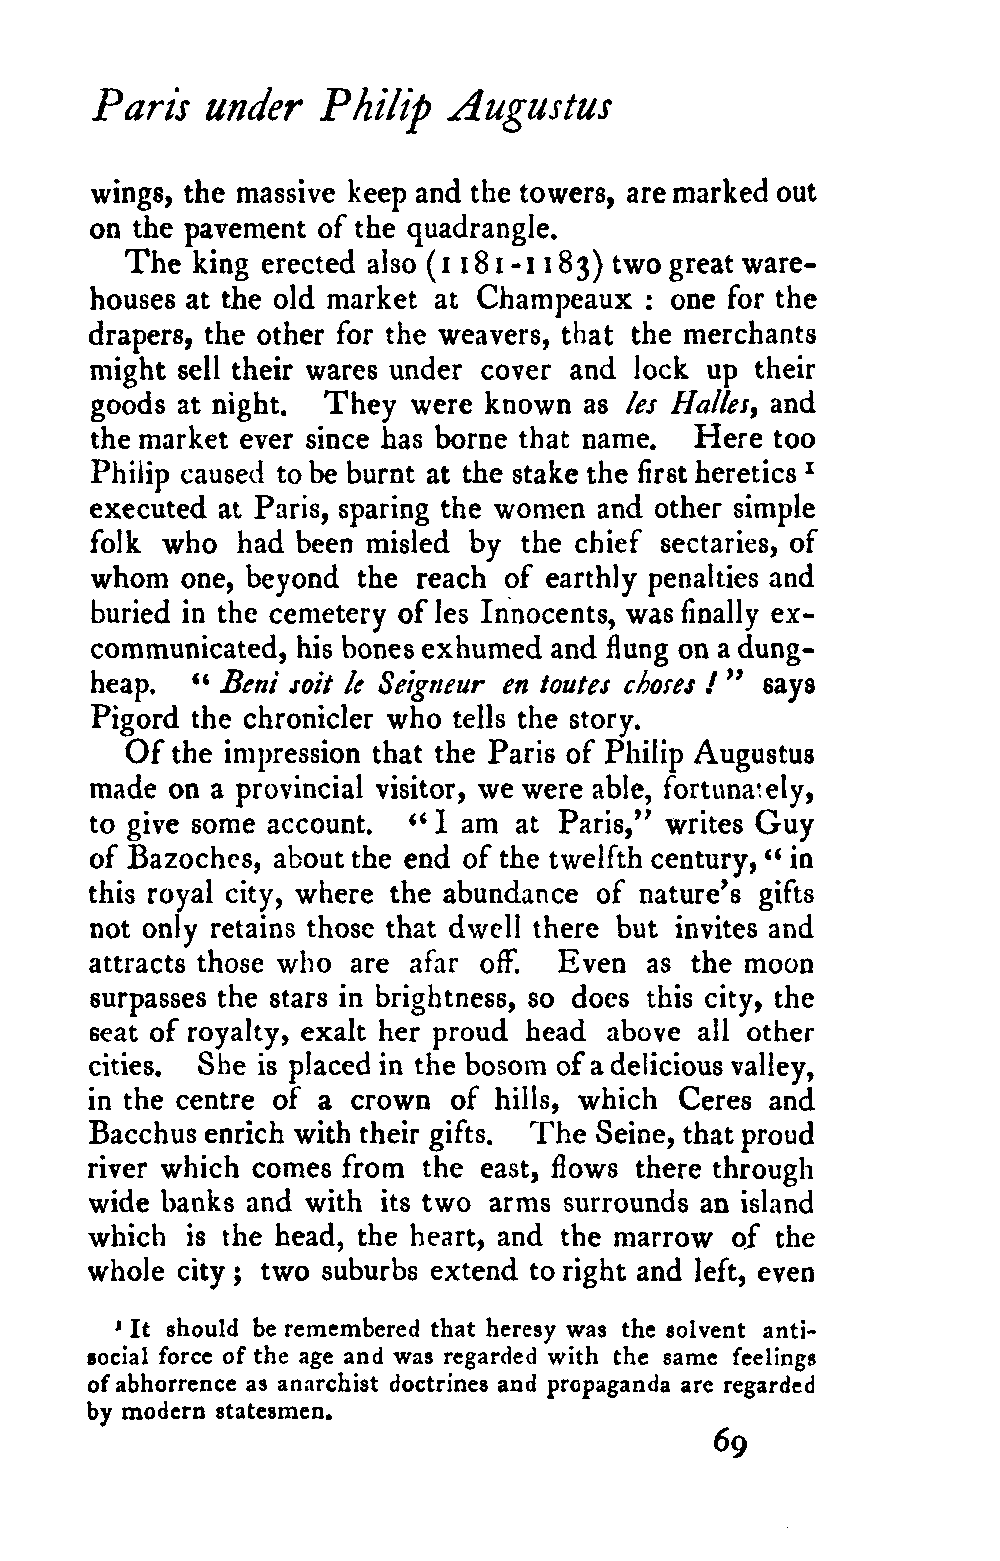 Paris under Philip Augustus
wings, the massive keep and the towers, are marked out
on the pavement of the quadrangle.
The king erected also (1181-1183) two great ware-
houses at the old market at Champeaux : one for the
drapers, the other for the weavers, that the merchants
might sell their wares under cover and lock up their
goods at night. They were known as les Halles, and
the market ever since has borne that name. Here too
Philip caused to be burnt at the stake the first heretics ¹
executed at Paris, sparing the women and other simple
folk who had been misled by the chief sectaries, of
whom one, beyond the reach of earthly penalties and
buried in the cemetery of les Innocents, was finally ex-
communicated, his bones exhumed and flung on a dung-
heap. “ Beni soit le Seigneur en toutes choses ! ” says
Pigord the chronicler who tells the story.
Of the impression that the Paris of Philip Augustus
made on a provincial visitor, we were able, fortunately,
to give some account. “ I am at Paris,” writes Guy
of Bazoches, about the end of the twelfth century, “ in
this royal city, where the abundance of nature’s gifts
not only retains those that dwell there but invites and
attracts those who are afar off. Even as the moon
surpasses the stars in brightness, so does this city, the
seat of royalty, exalt her proud head above all other
cities. She is placed in the bosom of a delicious valley,
in the centre of a crown of hills, which Ceres and
Bacchus enrich with their gifts. The Seine, that proud
river which comes from the east, flows there through
wide banks and with its two arms surrounds an island
which is the head, the heart, and the marrow of the
whole city ; two suburbs extend to right and left, even
¹ It should be remembered that heresy was the solvent anti-
social force of the age and was regarded with the same feelings
of abhorrence as anarchist doctrines and propaganda are regarded
by modern statesmen.
69